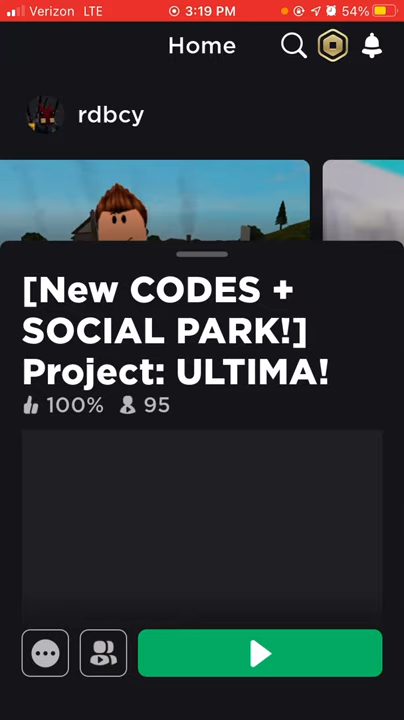 Verizon LTE 3:19 PM 54%
Home
rdbcy
[New CODES +
SOCIAL PARK!]
Project: ULTIMA!
100% 95